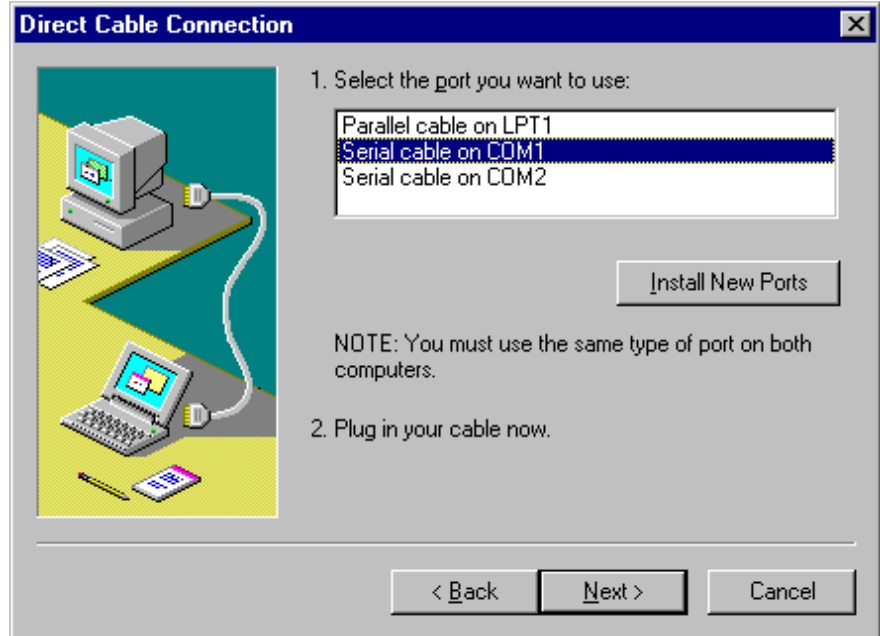 Direct Cable Connection
1. Select the port you want to use:
Parallel cable on LPT1
Serial cable on COM1
Serial cable on COM2
Install New Ports
NOTE: You must use the same type of port on both
computers.
2. Plug in your cable now.
< Back
Next >
Cancel